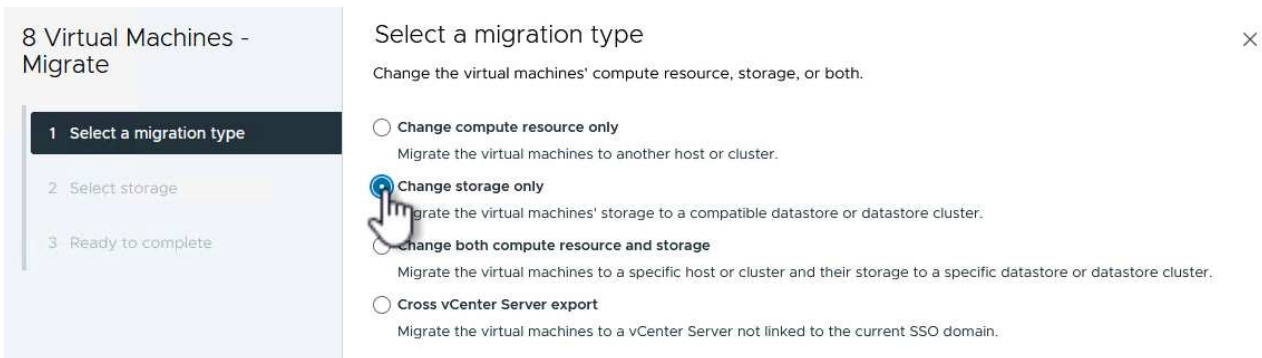 8 Virtual Machines -
Migrate
1 Select a migration type
2 Select storage
3 Ready to complete
Select a migration type
Change the virtual machines' compute resource, storage, or both.
Change compute resource only
Migrate the virtual machines to another host or cluster.
Change storage only
grate the virtual machines' storage to a compatible datastore or datastore cluster.
Change both compute resource and storage
Migrate the virtual machines to a specific host or cluster and their storage to a specific datastore or datastore cluster.
Cross vCenter Server export
Migrate the virtual machines to a vCenter Server not linked to the current SSO domain.